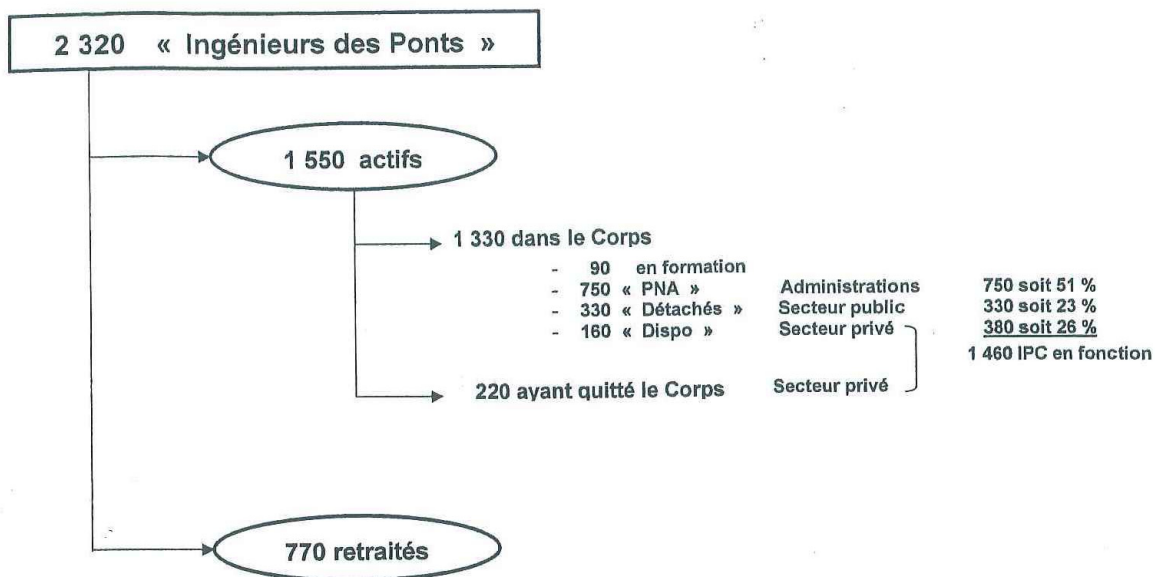 2 320 « Ingénieurs des Ponts »
1 550 actifs
1 330 dans le Corps
- 90 en formation
- 750 « PNA » Administrations 750 soit 51 %
- 330 « Détachés » Secteur public 330 soit 23 %
- 160 « Dispo » Secteur privé 380 soit 26 %
1 460 IPC en fonction
220 ayant quitté le Corps Secteur privé
770 retraités